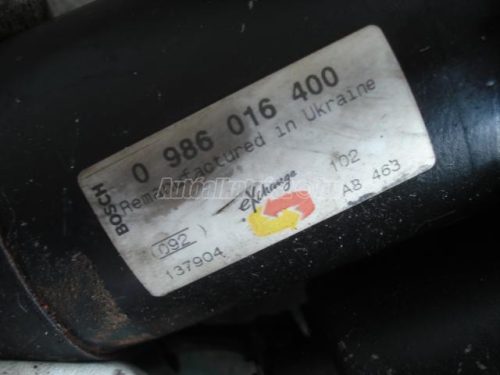 BOSCH
0 986 016 400
Remanufactured in Ukraine
eXchange
102
(092)
137904
AB 463